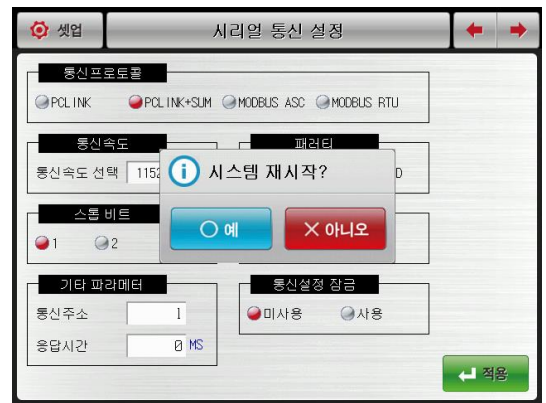 셋업
시리얼 통신 설정
통신프로토콜
PCLINK PCLINK+SUM MODBUS ASC MODBUS RTU
통신속도 패러티
통신속도 선택 1152 D
시스템 재시작?
예 아니오
스톱 비트
1 2
기타 파라메터 통신설정 잠금
통신주소 1 미사용 사용
응답시간 0 MS
적용